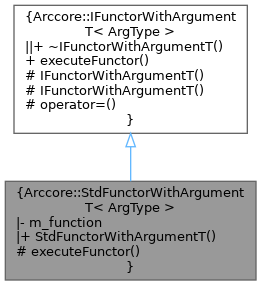 {Arccore::IFunctorWithArgument
T< ArgType >
||+ ~IFunctorWithArgumentT()
+ executeFunctor()
# IFunctorWithArgumentT()
# IFunctorWithArgumentT()
# operator=()
}
{Arccore::StdFunctorWithArgument
T< ArgType >
|- m_function
|+ StdFunctorWithArgumentT()
# executeFunctor()
}